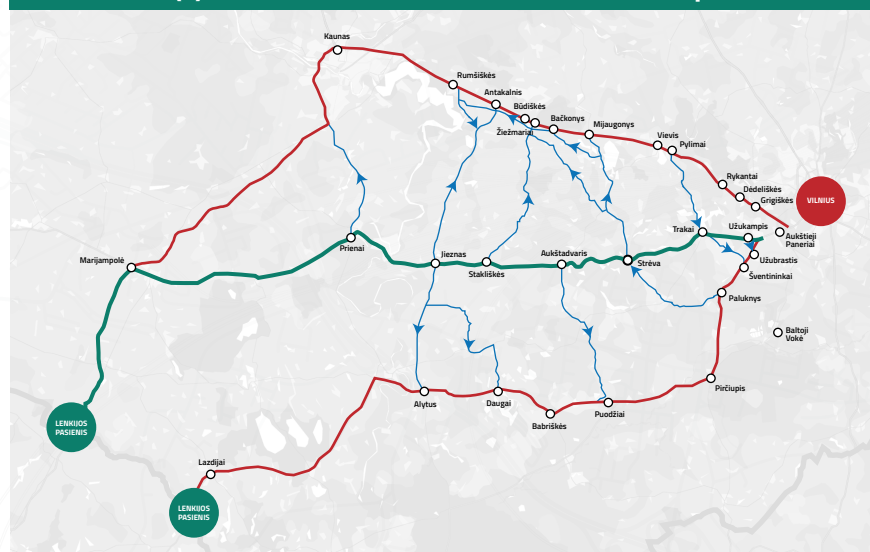 Kaunas
Rumšiškės
Antakalnis
Būdiškės
Žiežmariai
Bačkonys
Mijaugonys
Vievis
Pylimai
Rykantai
Dėdeliškės
Grigiškės
VILNIUS
Trakai
Užukampis
Aukštieji
Paneriai
Prienai
Marijampolė
Jieznas
Stakliškės
Aukštadvaris
Strėva
Užubrastis
Šventininkai
Paluknys
Baltoji
Vokė
Pirčiupis
Alytus
Daugai
Babriškės
Puodžiai
LENKIJOS
PASIENIS
Lazdijai
LENKIJOS
PASIENIS